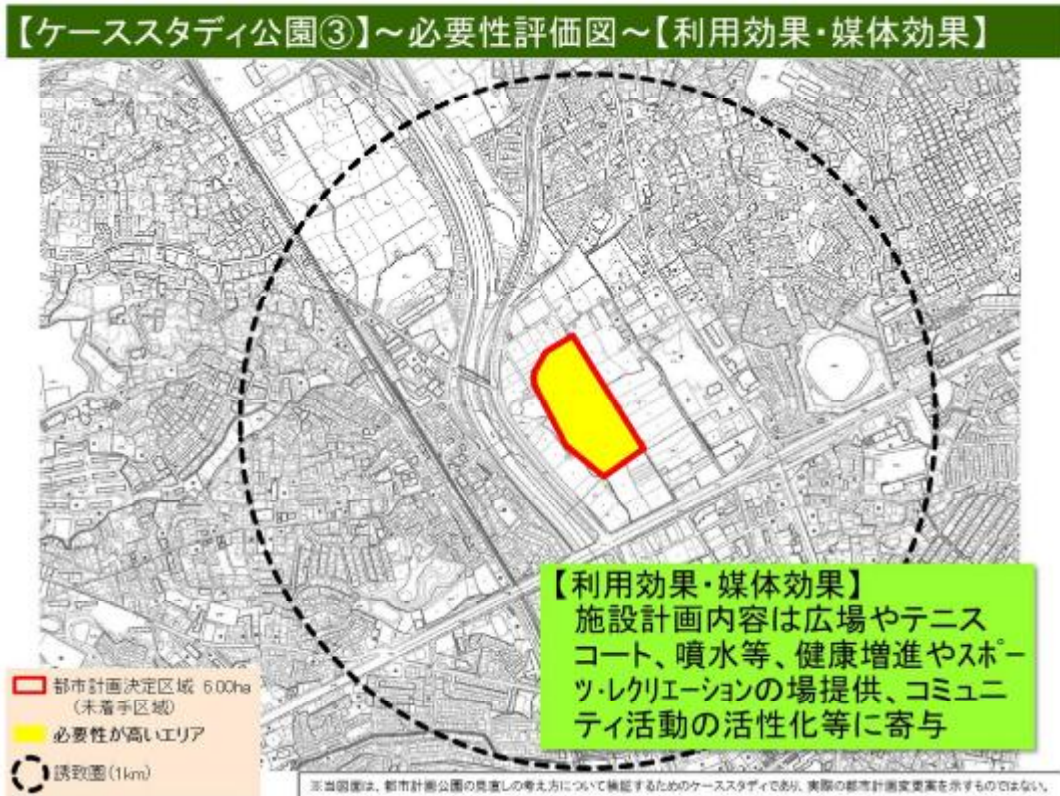 【ケーススタディ公園③】～必要性評価図～【利用効果・媒体効果】
【利用効果・媒体効果】
施設計画内容は広場やテニス
コート、噴水等、健康増進やスポー
ツ・レクリエーションの場提供、コミュニ
ティ活動の活性化等に寄与
都市計画決定区域 6.00ha
(未着手区域)
必要性が高いエリア
誘致圏(1km)
※当図面は、都市計画公園の見直しの考え方について検証するためのケーススタディであり、実際の都市計画変更案を示すものではない。